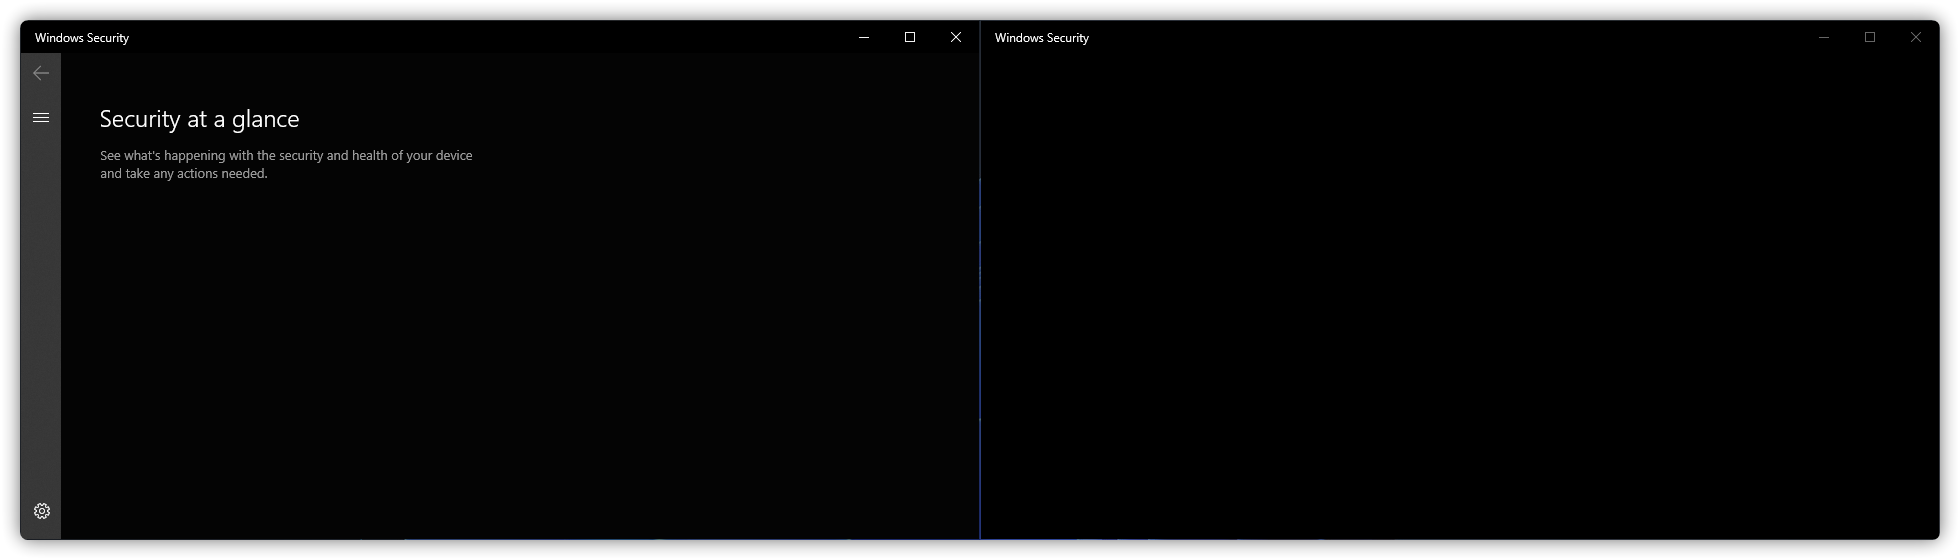 Windows Security
Security at a glance
See what's happening with the security and health of your device
and take any actions needed.
Windows Security